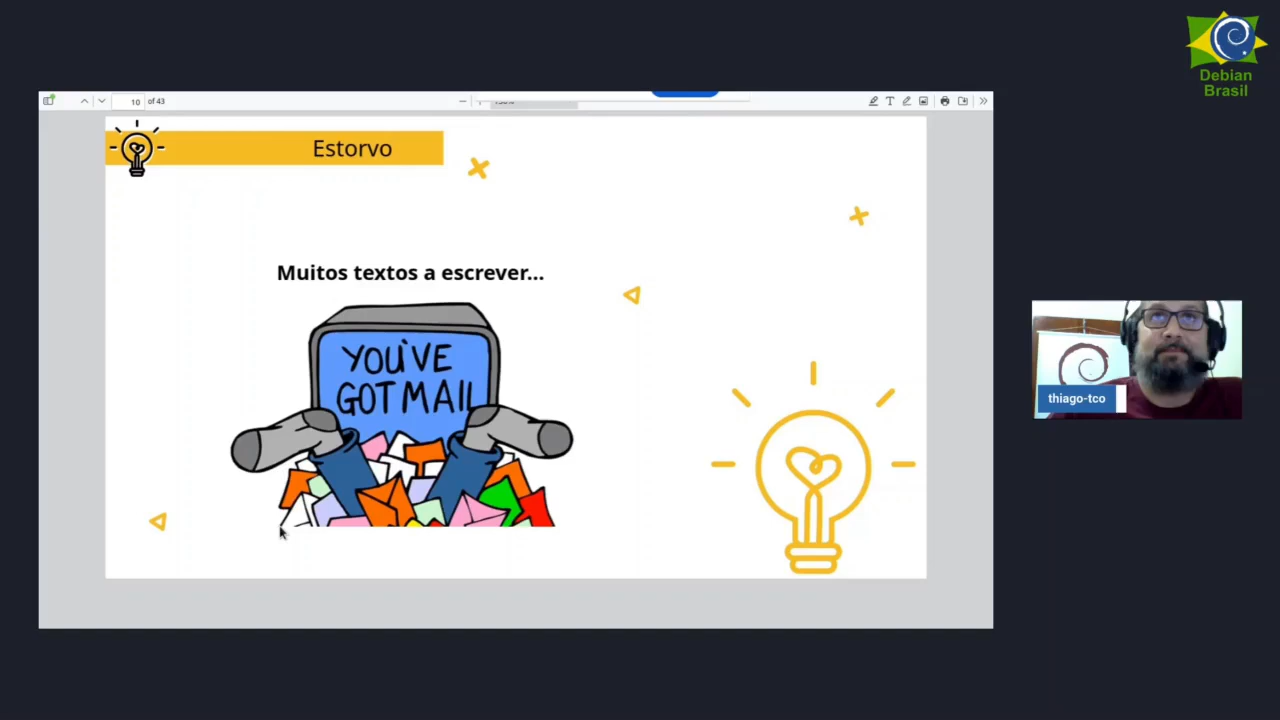 Debian
Brasil
10 of 43
Estorvo
Muitos textos a escrever...
YOU'VE
GOT MAIL
thiago-tco